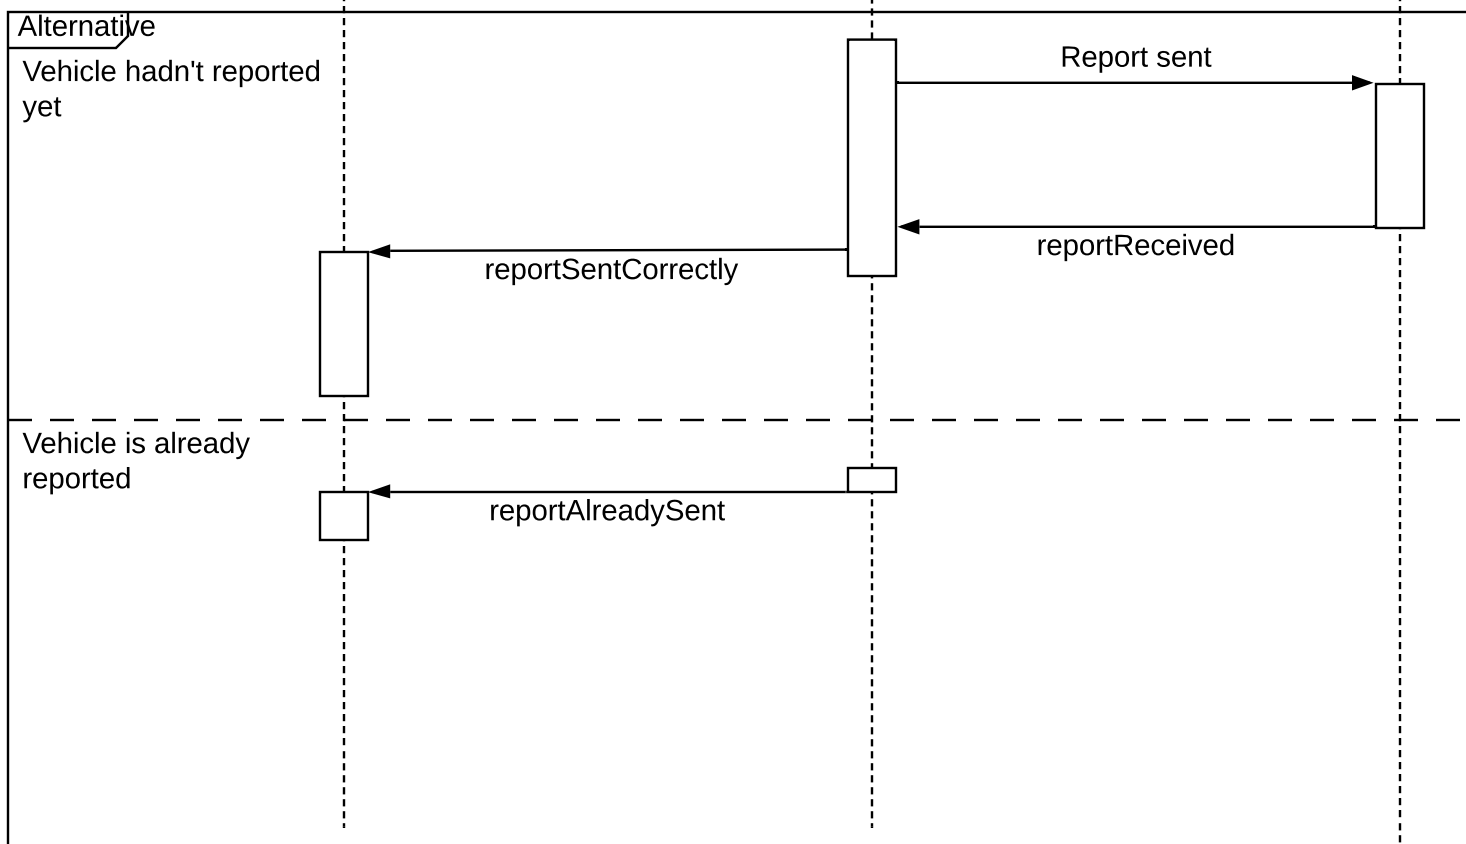 Alternative
Vehicle hadn't reported
yet
Report sent
reportReceived
reportSentCorrectly
Vehicle is already
reported
reportAlreadySent